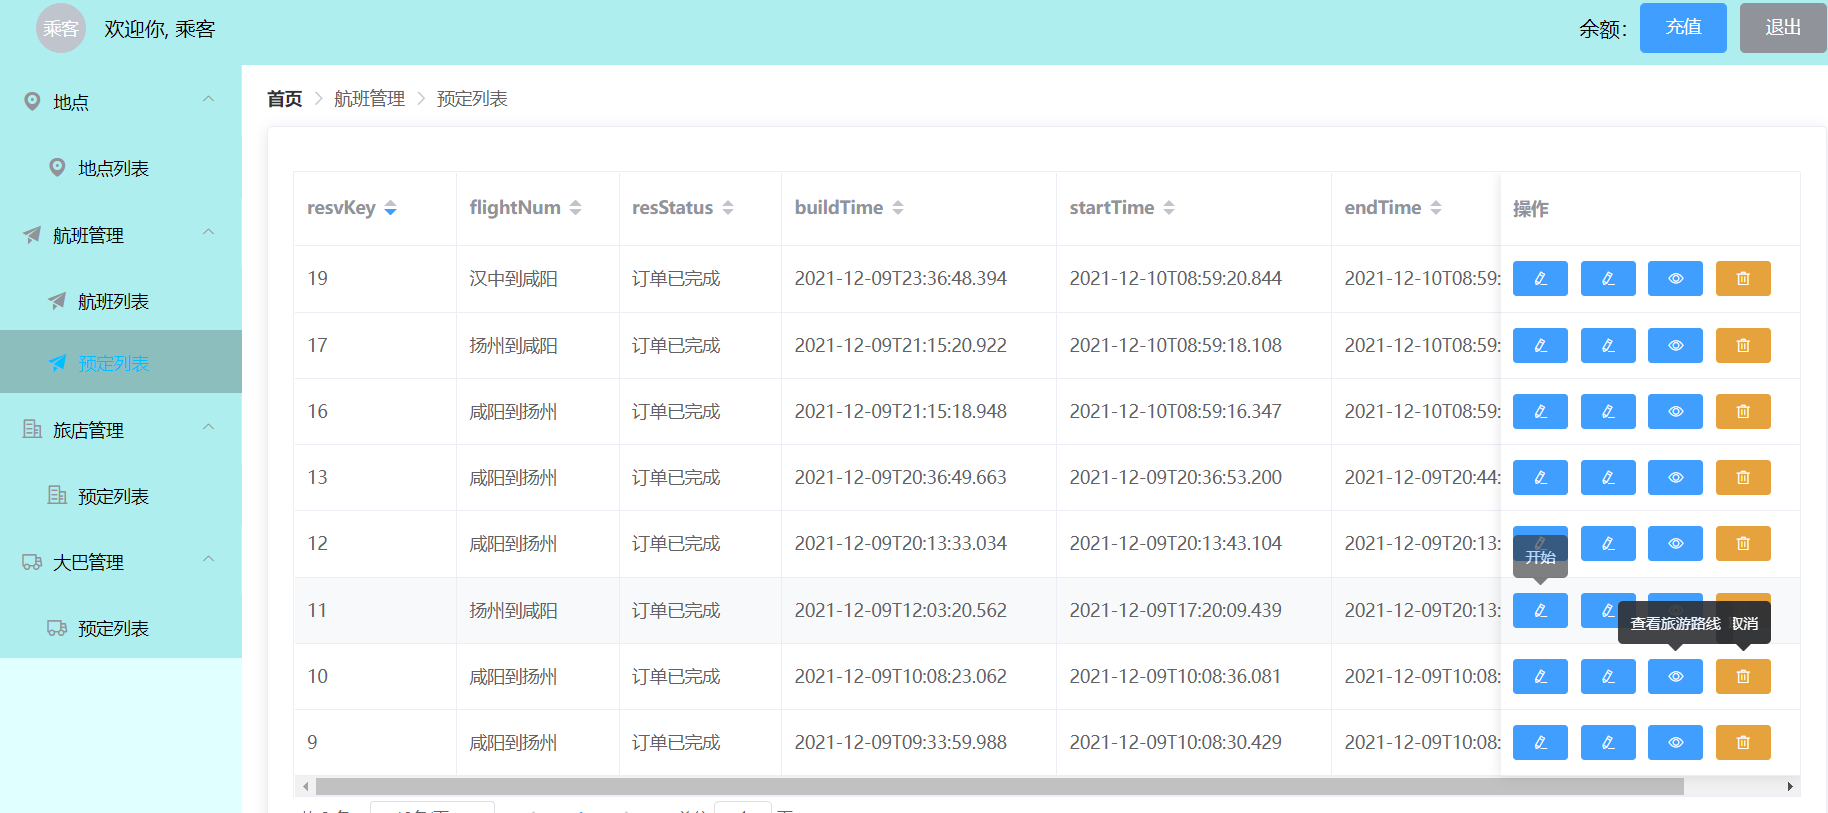 乘客 欢迎你, 乘客 余额: 充值 退出
地点
地点列表
航班管理
航班列表
预定列表
旅店管理
预定列表
大巴管理
预定列表
首页 航班管理 预定列表
resvKey flightNum resStatus buildTime startTime endTime 操作
19 汉中到咸阳 订单已完成 2021-12-09T23:36:48.394 2021-12-10T08:59:20.844 2021-12-10T08:59:
17 扬州到咸阳 订单已完成 2021-12-09T21:15:20.922 2021-12-10T08:59:18.108 2021-12-10T08:59:
16 咸阳到扬州 订单已完成 2021-12-09T21:15:18.948 2021-12-10T08:59:16.347 2021-12-10T08:59:
13 咸阳到扬州 订单已完成 2021-12-09T20:36:49.663 2021-12-09T20:36:53.200 2021-12-09T20:44:
12 咸阳到扬州 订单已完成 2021-12-09T20:13:33.034 2021-12-09T20:13:43.104 2021-12-09T20:13:
开始
11 扬州到咸阳 订单已完成 2021-12-09T12:03:20.562 2021-12-09T17:20:09.439 2021-12-09T20:13:
查看旅游路线 取消
10 咸阳到扬州 订单已完成 2021-12-09T10:08:23.062 2021-12-09T10:08:36.081 2021-12-09T10:08:
9 咸阳到扬州 订单已完成 2021-12-09T09:33:59.988 2021-12-09T10:08:30.429 2021-12-09T10:08: